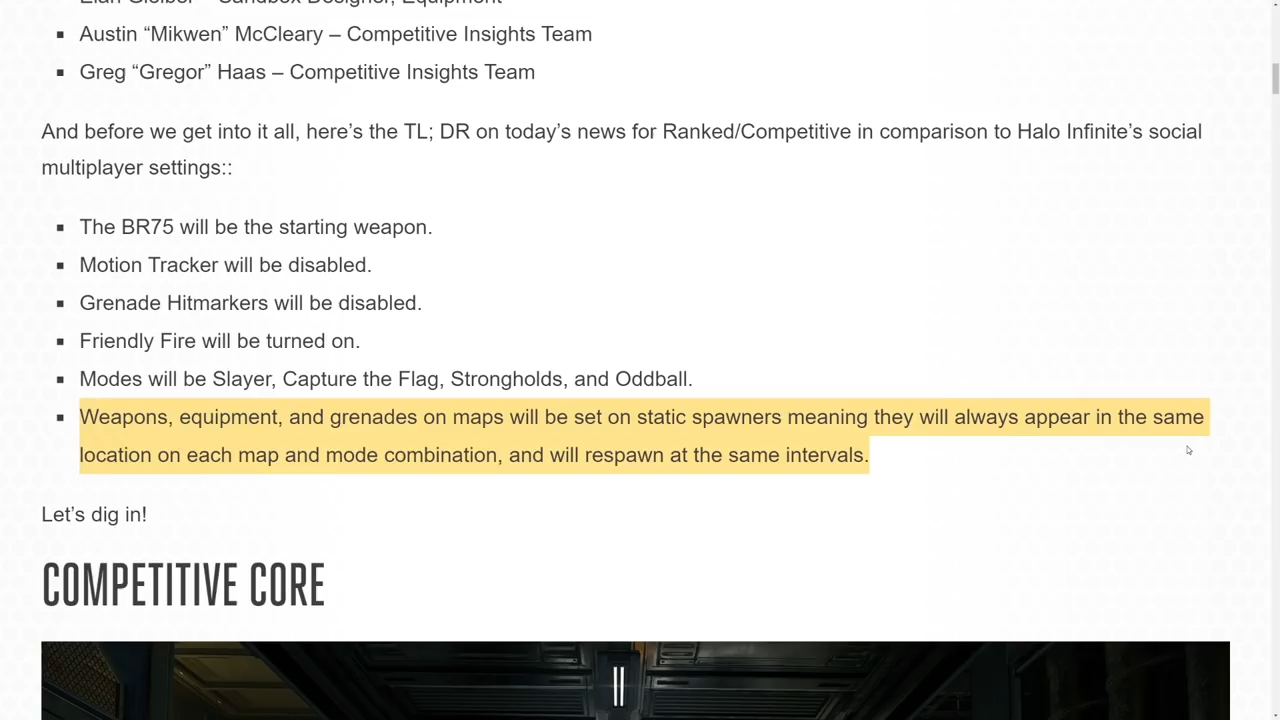 Austin “Mikwen” McCleary – Competitive Insights Team
Greg “Gregor” Haas – Competitive Insights Team
And before we get into it all, here’s the TL; DR on today’s news for Ranked/Competitive in comparison to Halo Infinite’s social
multiplayer settings::
The BR75 will be the starting weapon.
Motion Tracker will be disabled.
Grenade Hitmarkers will be disabled.
Friendly Fire will be turned on.
Modes will be Slayer, Capture the Flag, Strongholds, and Oddball.
Weapons, equipment, and grenades on maps will be set on static spawners meaning they will always appear in the same
location on each map and mode combination, and will respawn at the same intervals.
Let’s dig in!
COMPETITIVE CORE